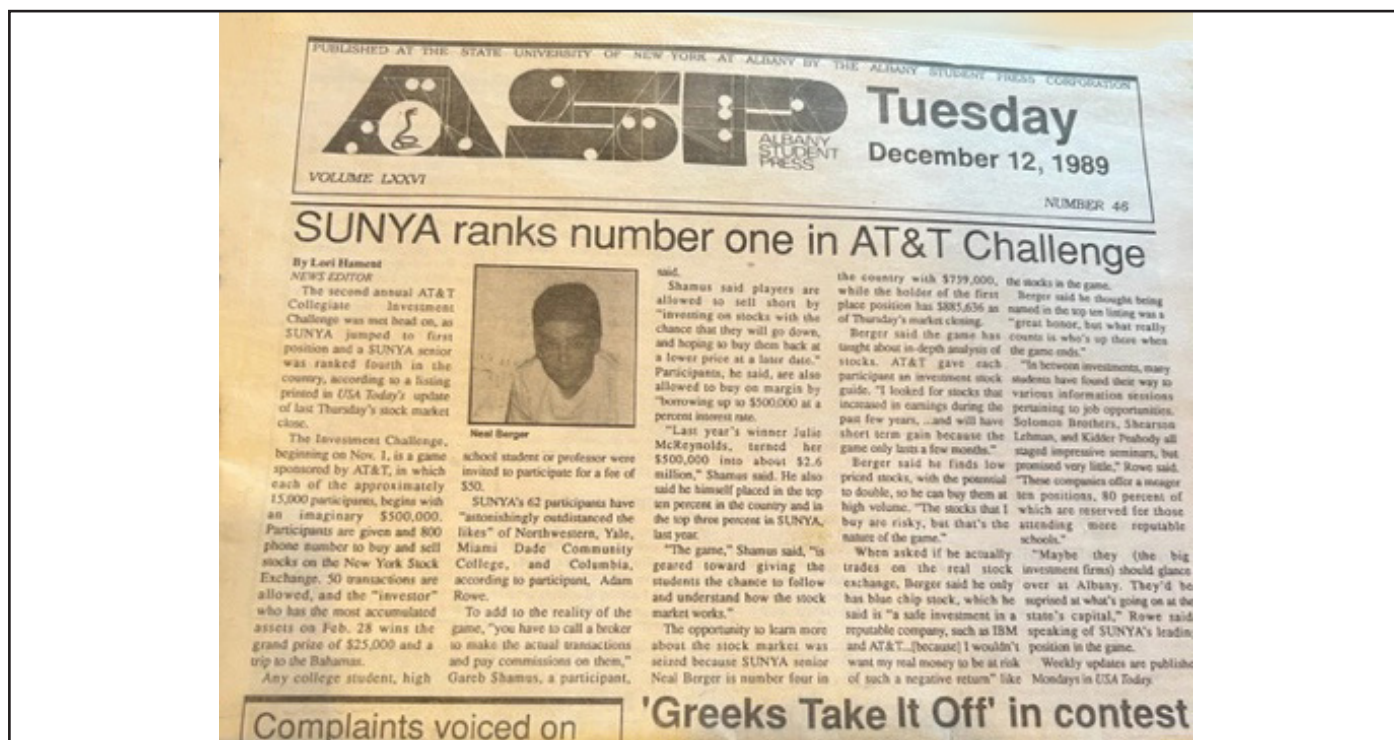 PUBLISHED AT THE STATE UNIVERSITY OF NEW YORK AT ALBANY BY THE ALBANY STUDENT PRESS CORPORATION
ASP
ALBANY
STUDENT
PRESS
Tuesday
December 12, 1989
VOLUME LXXVI
NUMBER 46
SUNYA ranks number one in AT&T Challenge
By Lori Hament
NEWS EDITOR
The second annual AT&T
Collegiate Investment
Challenge was met head on, as
SUNYA jumped to first
position and a SUNYA senior
was ranked fourth in the
country, according to a listing
printed in USA Today's update
of last Thursday's stock market
close.
The Investment Challenge,
beginning on Nov. 1, is a game
sponsored by AT&T, in which
each of the approximately
15,000 participants, begins with
an imaginary $500,000.
Participants are given and 800
phone number to buy and sell
stocks on the New York Stock
Exchange. 50 transactions are
allowed, and the "investor"
who has the most accumulated
assets on Feb. 28 wins the
grand prize of $25,000 and a
trip to the Bahamas.
Any college student, high
Neal Berger
school student or professor were
invited to participate for a fee of
$50.
SUNYA's 62 participants have
"astonishingly outdistanced the
likes" of Northwestern, Yale,
Miami Dade Community
College, and Columbia,
according to participant, Adam
Rowe.
To add to the reality of the
game, "you have to call a broker
to make the actual transactions
and pay commissions on them,"
Gareb Shamus, a participant,
said.
Shamus said players are
allowed to sell short by
"investing on stocks with the
chance that they will go down,
and hoping to buy them back at
a lower price at a later date."
Participants, he said, are also
allowed to buy on margin by
"borrowing up to $500,000 at a
percent interest rate.
"Last year's winner Julie
McReynolds, turned her
$500,000 into about $2.6
million," Shamus said. He also
said he himself placed in the top
ten percent in the country and in
the top three percent in SUNYA,
last year.
"The game," Shamus said, "is
geared toward giving the
students the chance to follow
and understand how the stock
market works."
The opportunity to learn more
about the stock market was
seized because SUNYA senior
Neal Berger is number four in
the country with $759,000,
while the holder of the first
place position has $885,636 as
of Thursday's market closing.
Berger said the game has
taught about in-depth analysis of
stocks. AT&T gave each
participant an investment stock
guide. "I looked for stocks that
increased in earnings during the
past few years, ...and will have
short term gain because the
game only lasts a few months."
Berger said he finds low
priced stocks, with the potential
to double, so he can buy them at
high volume. "The stocks that I
buy are risky, but that's the
nature of the game."
When asked if he actually
trades on the real stock
exchange, Berger said he only
has blue chip stock, which he
said is "a safe investment in a
reputable company, such as IBM
and AT&T...[because] I wouldn't
want my real money to be at risk
of such a negative return" like
the stocks in the game.
Berger said he thought being
named in the top ten listing was a
"great honor, but what really
counts is who's up there when
the game ends."
"In between investments, many
students have found their way to
various information sessions
pertaining to job opportunities.
Solomon Brothers, Shearson
Lehman, and Kidder Peabody all
staged impressive seminars, but
promised very little," Rowe said.
"These companies offer a meager
ten positions, 80 percent of
which are reserved for those
attending more reputable
schools."
"Maybe they (the big
investment firms) should glance
over at Albany. They'd be
suprised at what's going on at the
state's capital," Rowe said
speaking of SUNYA's leading
position in the game.
Weekly updates are publishe
Mondays in USA Today.
Complaints voiced on
'Greeks Take It Off' in contest